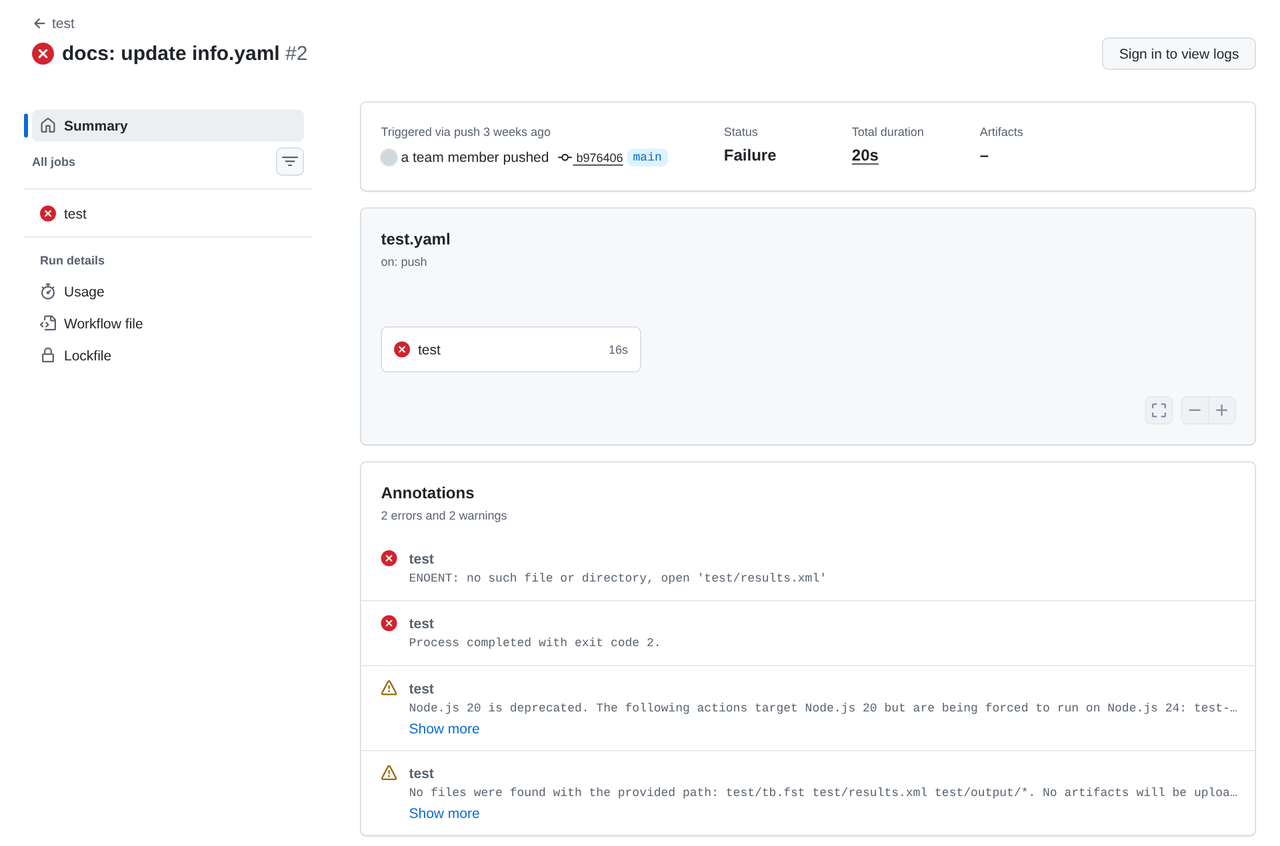 test
docs: update info.yaml #2
Sign in to view logs
Summary
All jobs
test
Run details
Usage
Workflow file
Lockfile
Triggered via push 3 weeks ago
a team member pushed b976406 main
Status
Failure
Total duration
20s
Artifacts
–
test.yaml
on: push
test 16s
Annotations
2 errors and 2 warnings
test
ENOENT: no such file or directory, open 'test/results.xml'
test
Process completed with exit code 2.
test
Node.js 20 is deprecated. The following actions target Node.js 20 but are being forced to run on Node.js 24: test-…
Show more
test
No files were found with the provided path: test/tb.fst test/results.xml test/output/*. No artifacts will be uploa…
Show more